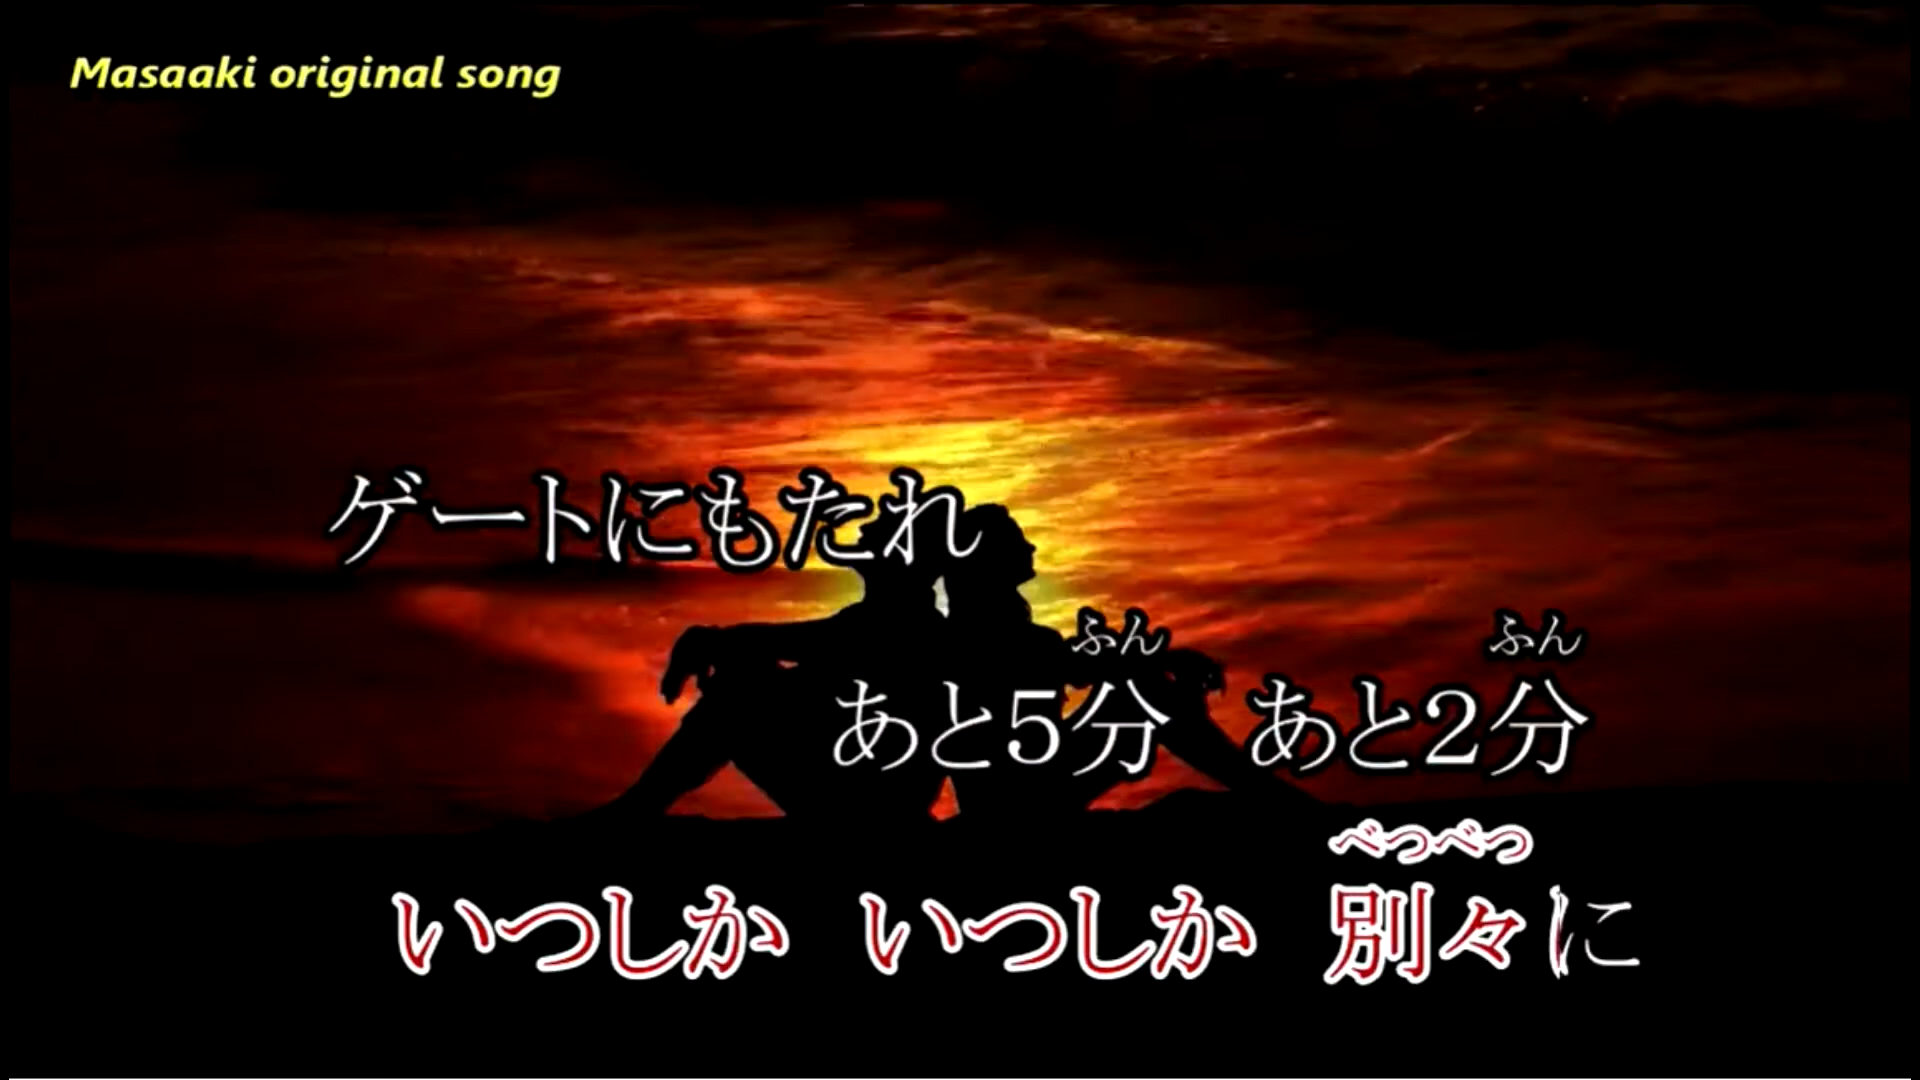 Masaaki original song
ゲートにもたれ
ふん ふん
あと5分 あと2分
べつべつ
いつしか いつしか 別々に